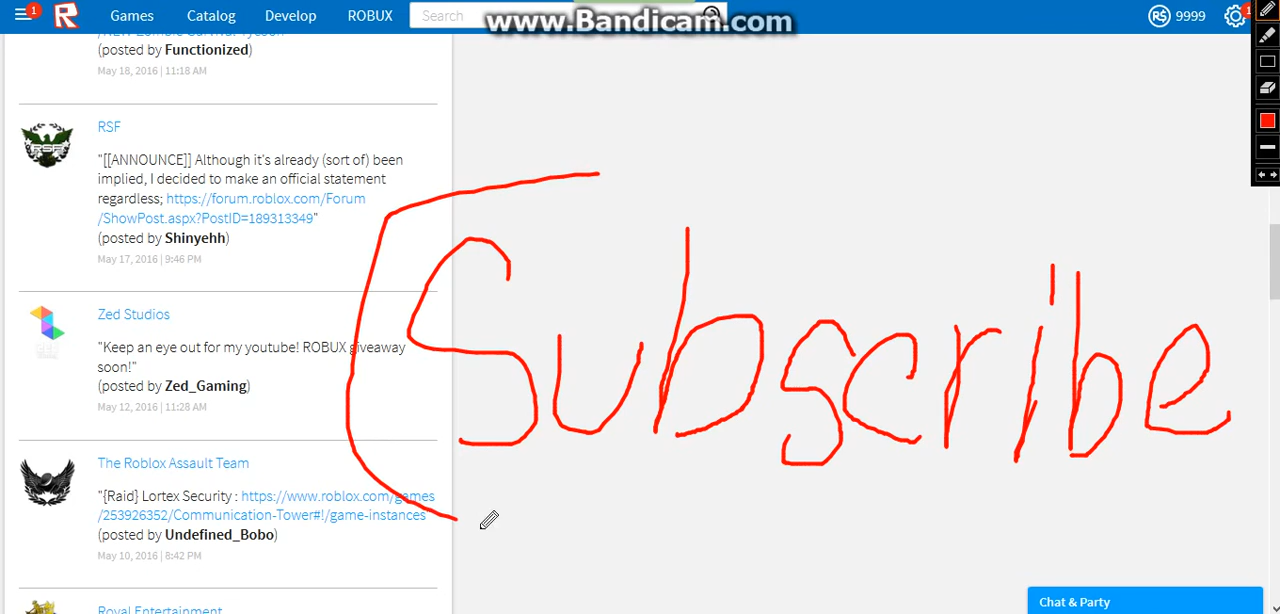 1
Games
Catalog
Develop
ROBUX
Search
www.Bandicam.com
R$ 9999
1
(posted by Functionized)
May 18, 2016 | 11:18 AM
RSF
"[[ANNOUNCE]] Although it's already (sort of) been
implied, I decided to make an official statement
regardless; https://forum.roblox.com/Forum
/ShowPost.aspx?PostID=189313349"
(posted by Shinyehh)
May 17, 2016 | 9:46 PM
Zed Studios
"Keep an eye out for my youtube! ROBUX giveaway
soon!"
(posted by Zed_Gaming)
May 12, 2016 | 11:28 AM
The Roblox Assault Team
"{Raid} Lortex Security : https://www.roblox.com/games
/253926352/Communication-Tower#!/game-instances"
(posted by Undefined_Bobo)
May 10, 2016 | 8:42 PM
Royal Entertainment
Subscribe
Chat & Party